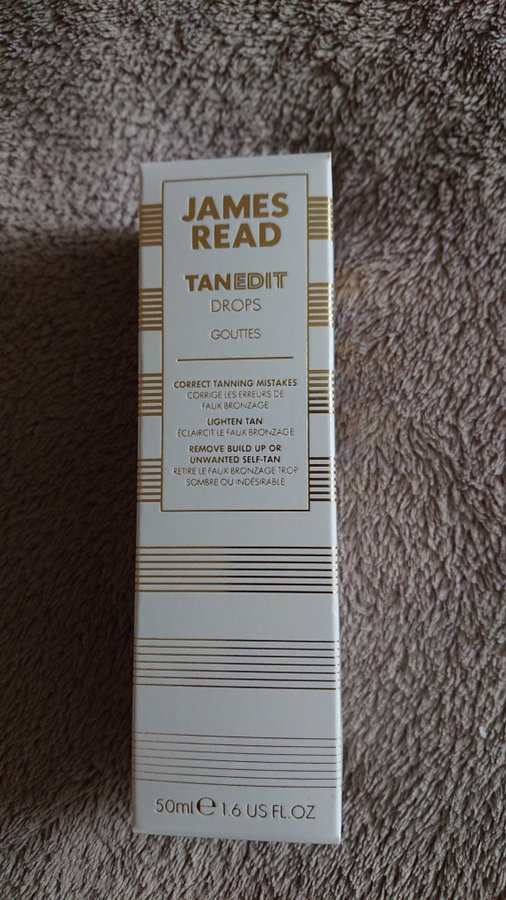 JAMES
READ
TANEDIT
DROPS
GOUTTES
CORRECT TANNING MISTAKES
CORRIGE LES ERREURS DE
FAUX BRONZAGE
LIGHTEN TAN
ÉCLAIRCIT LE FAUX BRONZAGE
REMOVE BUILD UP OR
UNWANTED SELF-TAN
RETIRE LE FAUX BRONZAGE TROP
SOMBRE OU INDÉSIRABLE
50ml ℮ 1.6 US FL.OZ